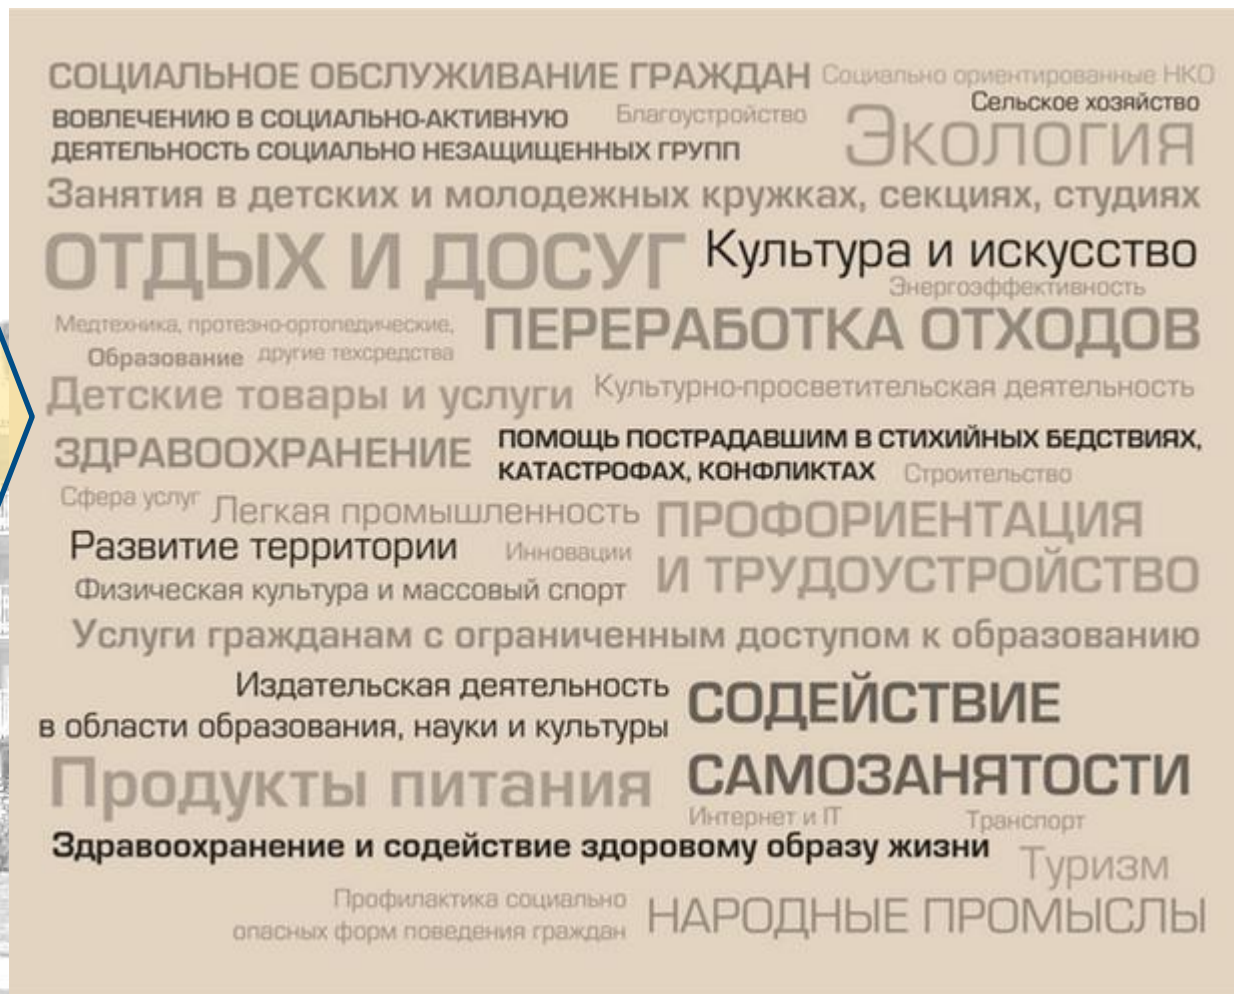 СОЦИАЛЬНОЕ ОБСЛУЖИВАНИЕ ГРАЖДАН
Социально ориентированные НКО
ВОВЛЕЧЕНИЮ В СОЦИАЛЬНО-АКТИВНУЮ
ДЕЯТЕЛЬНОСТЬ СОЦИАЛЬНО НЕЗАЩИЩЕННЫХ ГРУПП
Благоустройство
Сельское хозяйство
Экология
Занятия в детских и молодежных кружках, секциях, студиях
ОТДЫХ И ДОСУГ
Культура и искусство
Энергоэффективность
Медтехника, протезно-ортопедические,
другие техсредства
ПЕРЕРАБОТКА ОТХОДОВ
Образование
Детские товары и услуги
Культурно-просветительская деятельность
ЗДРАВООХРАНЕНИЕ
ПОМОЩЬ ПОСТРАДАВШИМ В СТИХИЙНЫХ БЕДСТВИЯХ,
КАТАСТРОФАХ, КОНФЛИКТАХ
Строительство
Сфера услуг
Легкая промышленность
ПРОФОРИЕНТАЦИЯ
И ТРУДОУСТРОЙСТВО
Развитие территории
Инновации
Физическая культура и массовый спорт
Услуги гражданам с ограниченным доступом к образованию
Издательская деятельность
в области образования, науки и культуры
СОДЕЙСТВИЕ
САМОЗАНЯТОСТИ
Продукты питания
Интернет и IT
Транспорт
Здравоохранение и содействие здоровому образу жизни
Туризм
Профилактика социально
опасных форм поведения граждан
НАРОДНЫЕ ПРОМЫСЛЫ